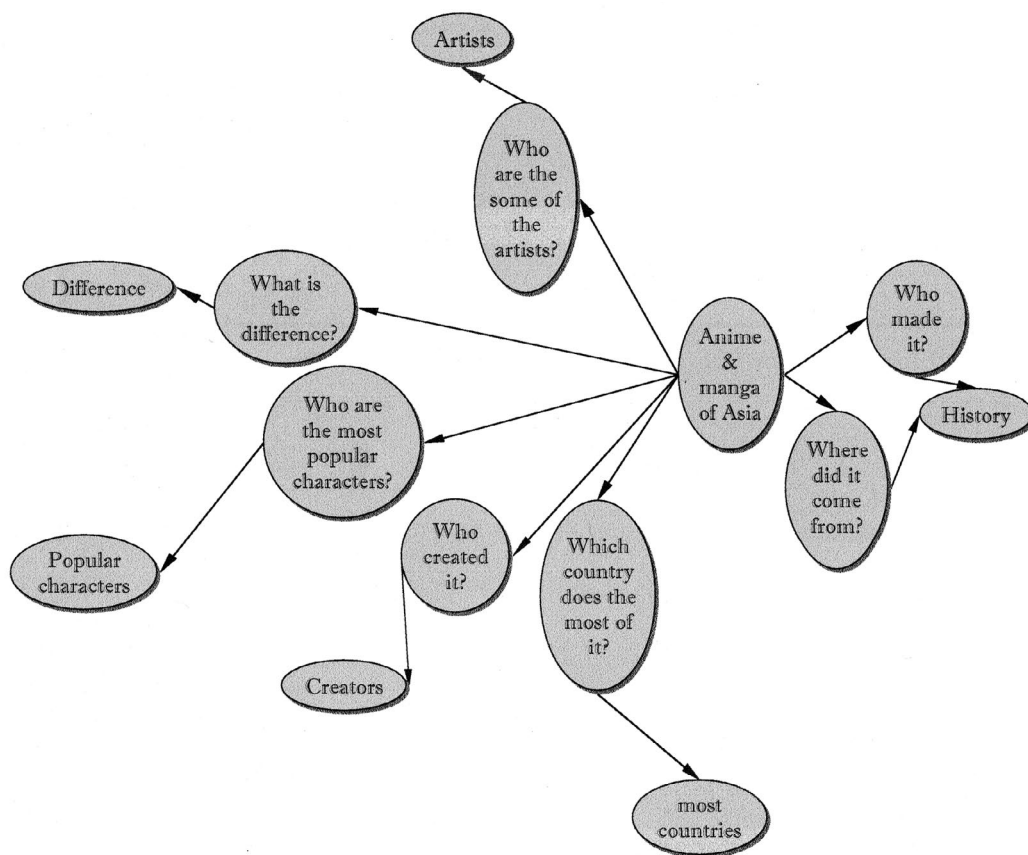 Artists
Who
are the
some of
the
artists?
Difference
What is
the
difference?
Anime
&
manga
of Asia
Who
made
it?
History
Where
did it
come
from?
Who are
the most
popular
characters?
Popular
characters
Who
created
it?
Creators
Which
country
does the
most of
it?
most
countries